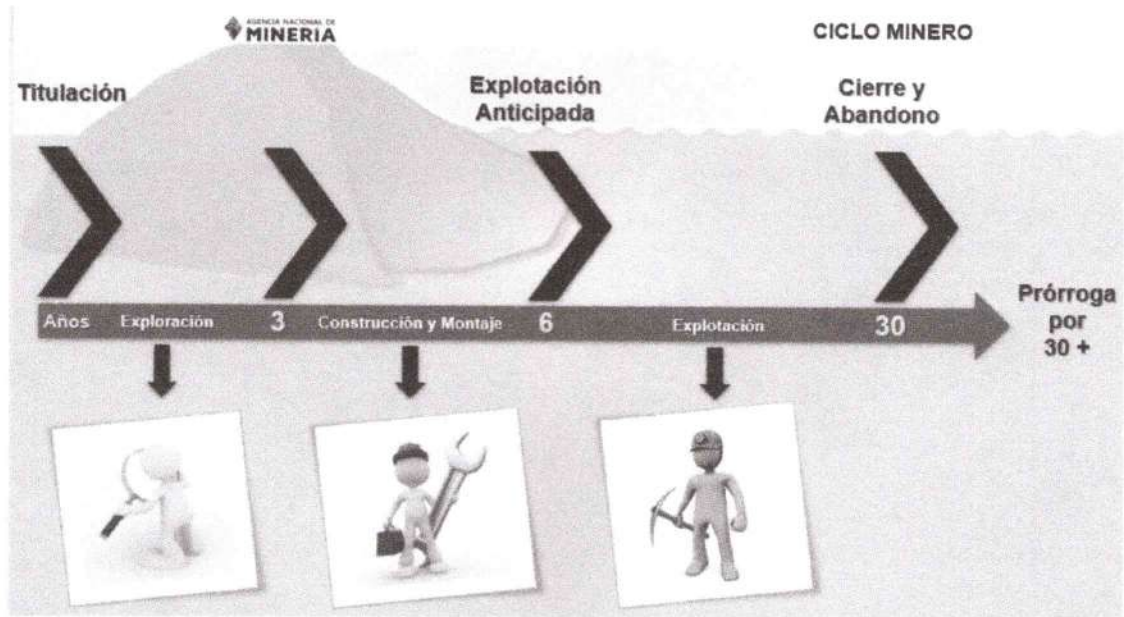 AGENCIA NACIONAL DE
MINERÍA
CICLO MINERO
Titulación
Explotación
Anticipada
Cierre y
Abandono
Años
Exploración
3
Construcción y Montaje
6
Explotación
30
Prórroga
por
30 +